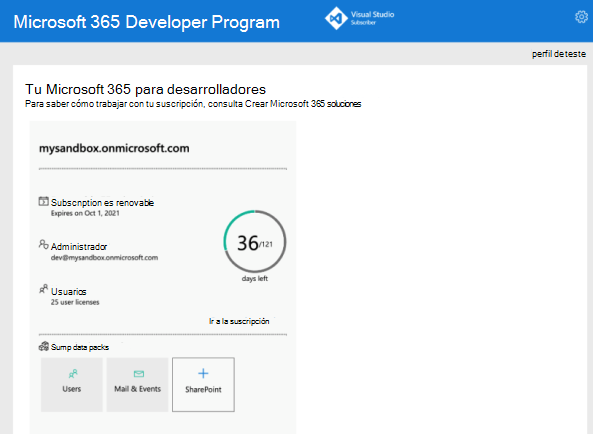 Microsoft 365 Developer Program
Visual Studio
Subscriber
perfil de teste
Tu Microsoft 365 para desarrolladores
Para saber cómo trabajar con tu suscripción, consulta Crear Microsoft 365 soluciones
mysandbox.onmicrosoft.com
Subscnption es renovable
Expires on Oct 1, 2021
36/121
days left
Administrador
dev@mysandbox.onmicrosoft.com
Usuarios
25 user licenses
Ir a la suscripción
Sump data packs
Users
Mail & Events
SharePoint